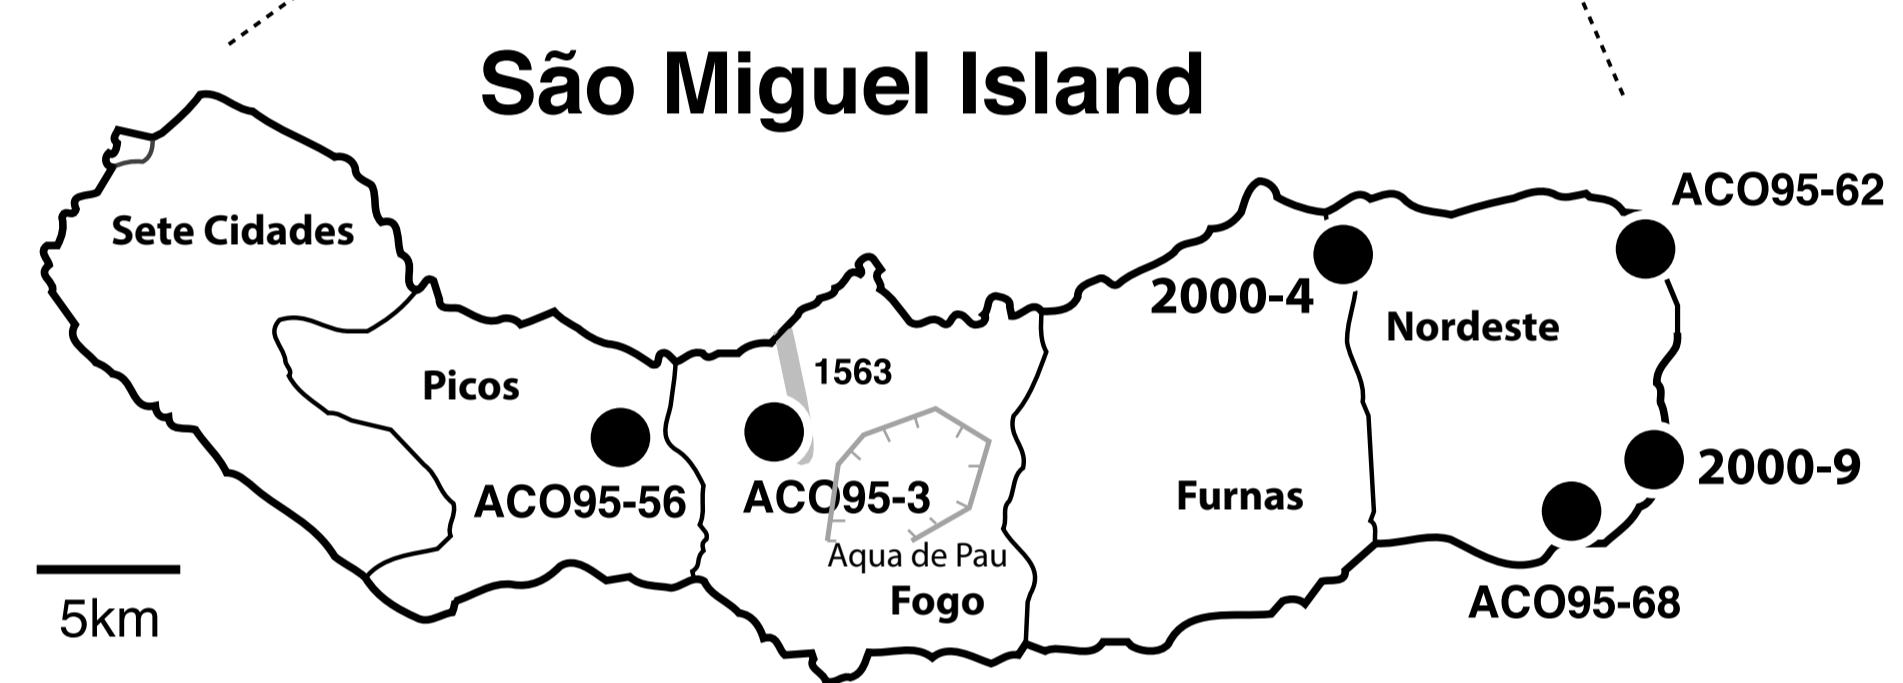 São Miguel Island
ACO95-62
Sete Cidades
2000-4
Nordeste
1563
Picos
2000-9
ACO95-56
ACO95-3
Furnas
Aqua de Pau
Fogo
ACO95-68
5km